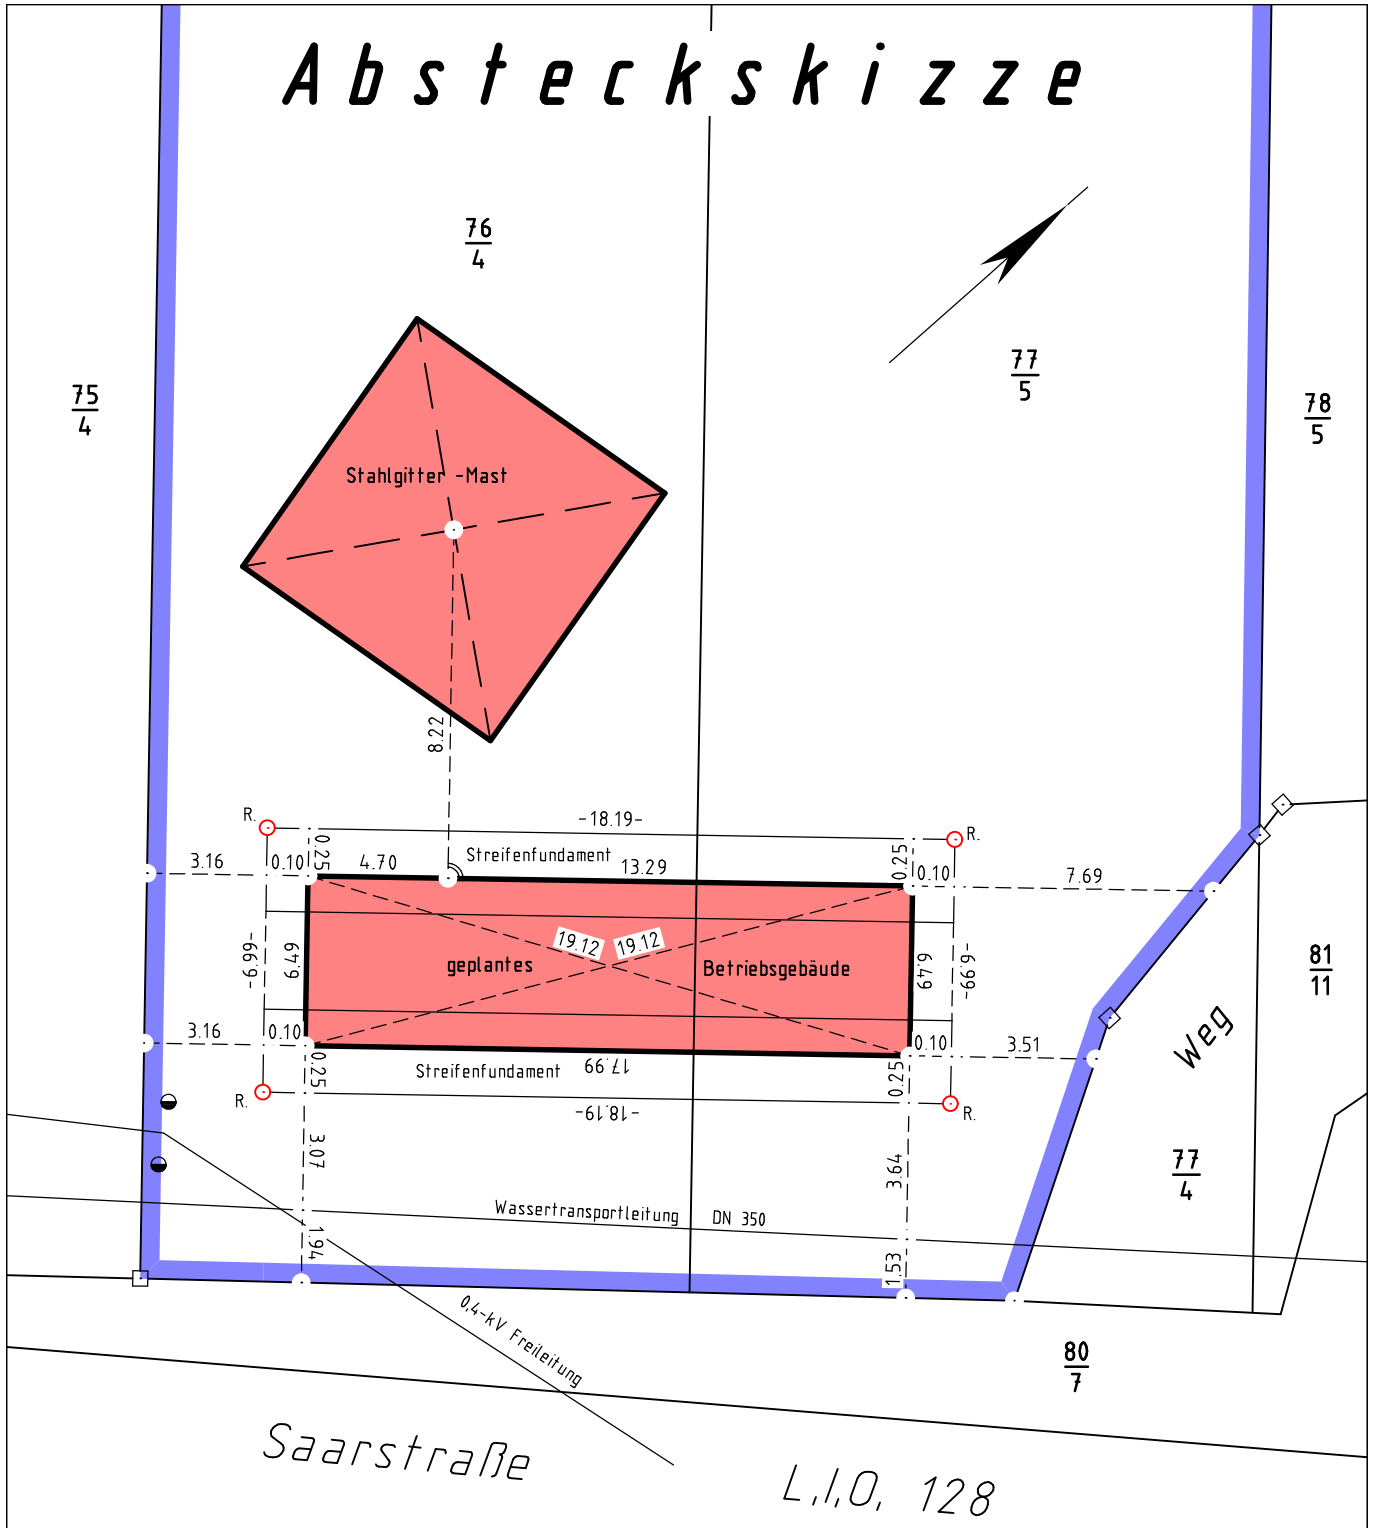 Absteckskizze
76
4
77
5
75
4
78
5
Stahlgitter -Mast
8.22
R.
-18.19-
R.
0.25
0.25
3.16
0.10
4.70
Streifenfundament
13.29
0.10
7.69
-6.99-
6.49
19.12
19.12
6.49
-6.99-
geplantes
Betriebsgebäude
81
11
3.16
0.10
0.10
3.51
Weg
17.99
Streifenfundament
0.25
0.25
R.
-18.19-
R.
3.07
3.64
77
4
Wassertransportleitung DN 350
1.94
1.53
0,4-kV Freileitung
80
7
Saarstraße
L.I.O. 128